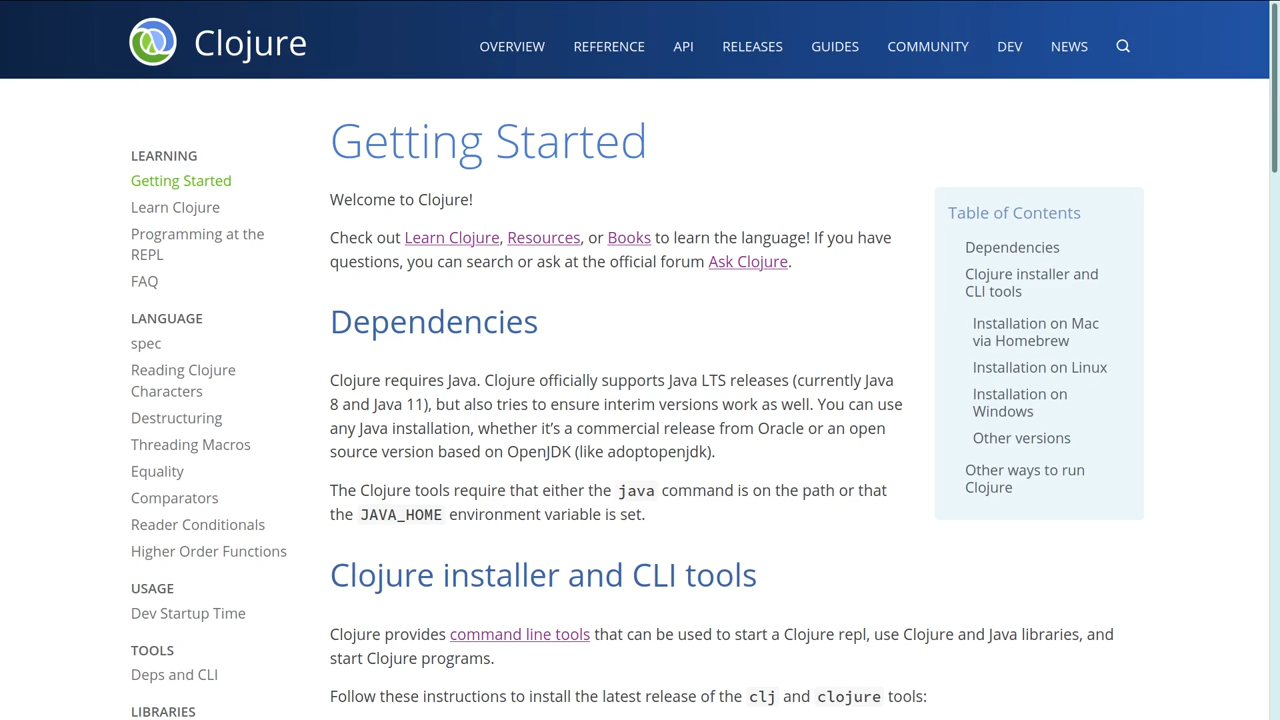 Clojure
OVERVIEW
REFERENCE
API
RELEASES
GUIDES
COMMUNITY
DEV
NEWS
LEARNING
Getting Started
Learn Clojure
Programming at the
REPL
FAQ
LANGUAGE
spec
Reading Clojure
Characters
Destructuring
Threading Macros
Equality
Comparators
Reader Conditionals
Higher Order Functions
USAGE
Dev Startup Time
TOOLS
Deps and CLI
LIBRARIES
Getting Started
Welcome to Clojure!
Check out Learn Clojure, Resources, or Books to learn the language! If you have
questions, you can search or ask at the official forum Ask Clojure.
Dependencies
Clojure requires Java. Clojure officially supports Java LTS releases (currently Java
8 and Java 11), but also tries to ensure interim versions work as well. You can use
any Java installation, whether it's a commercial release from Oracle or an open
source version based on OpenJDK (like adoptopenjdk).
The Clojure tools require that either the java command is on the path or that
the JAVA_HOME environment variable is set.
Clojure installer and CLI tools
Clojure provides command line tools that can be used to start a Clojure repl, use Clojure and Java libraries, and
start Clojure programs.
Follow these instructions to install the latest release of the clj and clojure tools:
Table of Contents
Dependencies
Clojure installer and
CLI tools
Installation on Mac
via Homebrew
Installation on Linux
Installation on
Windows
Other versions
Other ways to run
Clojure